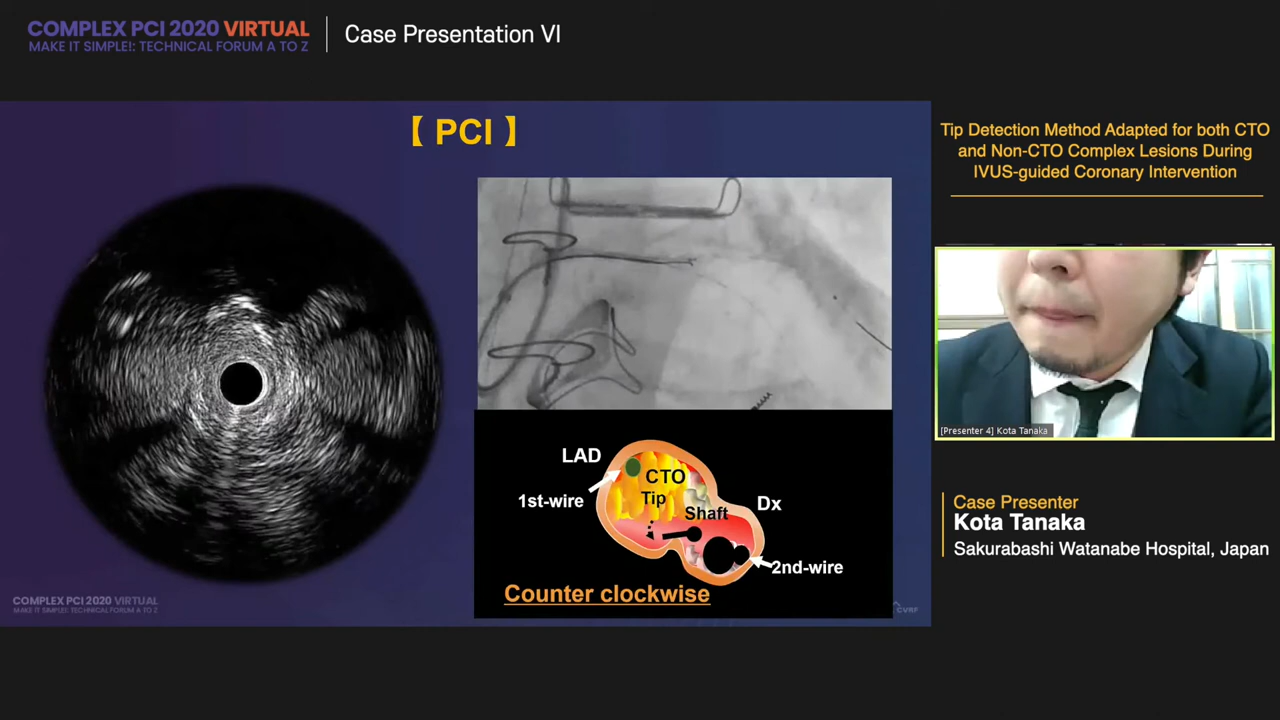 COMPLEX PCI 2020 VIRTUAL
MAKE IT SIMPLE!: TECHNICAL FORUM A TO Z
Case Presentation VI
【 PCI 】
LAD
CTO
1st-wire
Tip
Shaft
Dx
2nd-wire
Counter clockwise
COMPLEX PCI 2020 VIRTUAL
MAKE IT SIMPLE!: TECHNICAL FORUM A TO Z
CVRF
Tip Detection Method Adapted for both CTO
and Non-CTO Complex Lesions During
IVUS-guided Coronary Intervention
[Presenter 4] Kota Tanaka
Case Presenter
Kota Tanaka
Sakurabashi Watanabe Hospital, Japan